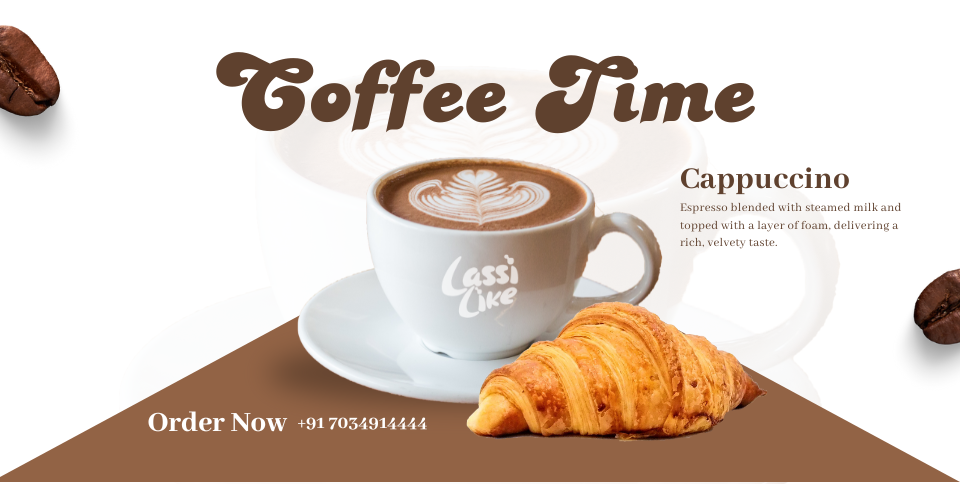 Coffee Time
Cappuccino
Espresso blended with steamed milk and
topped with a layer of foam, delivering a
rich, velvety taste.
Lassi
Like
Order Now +91 7034914444